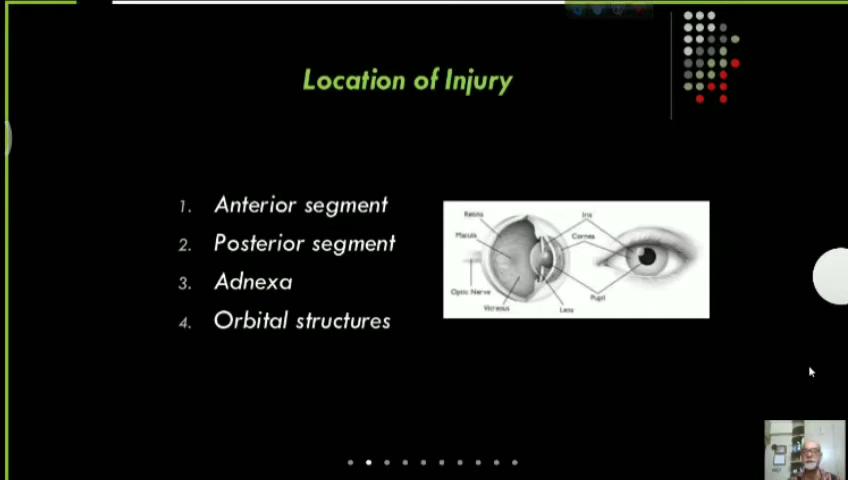 Location of Injury
1. Anterior segment
2. Posterior segment
3. Adnexa
4. Orbital structures
Retina
Iris
Macula
Cornea
Optic Nerve
Pupil
Vitreous
Lens